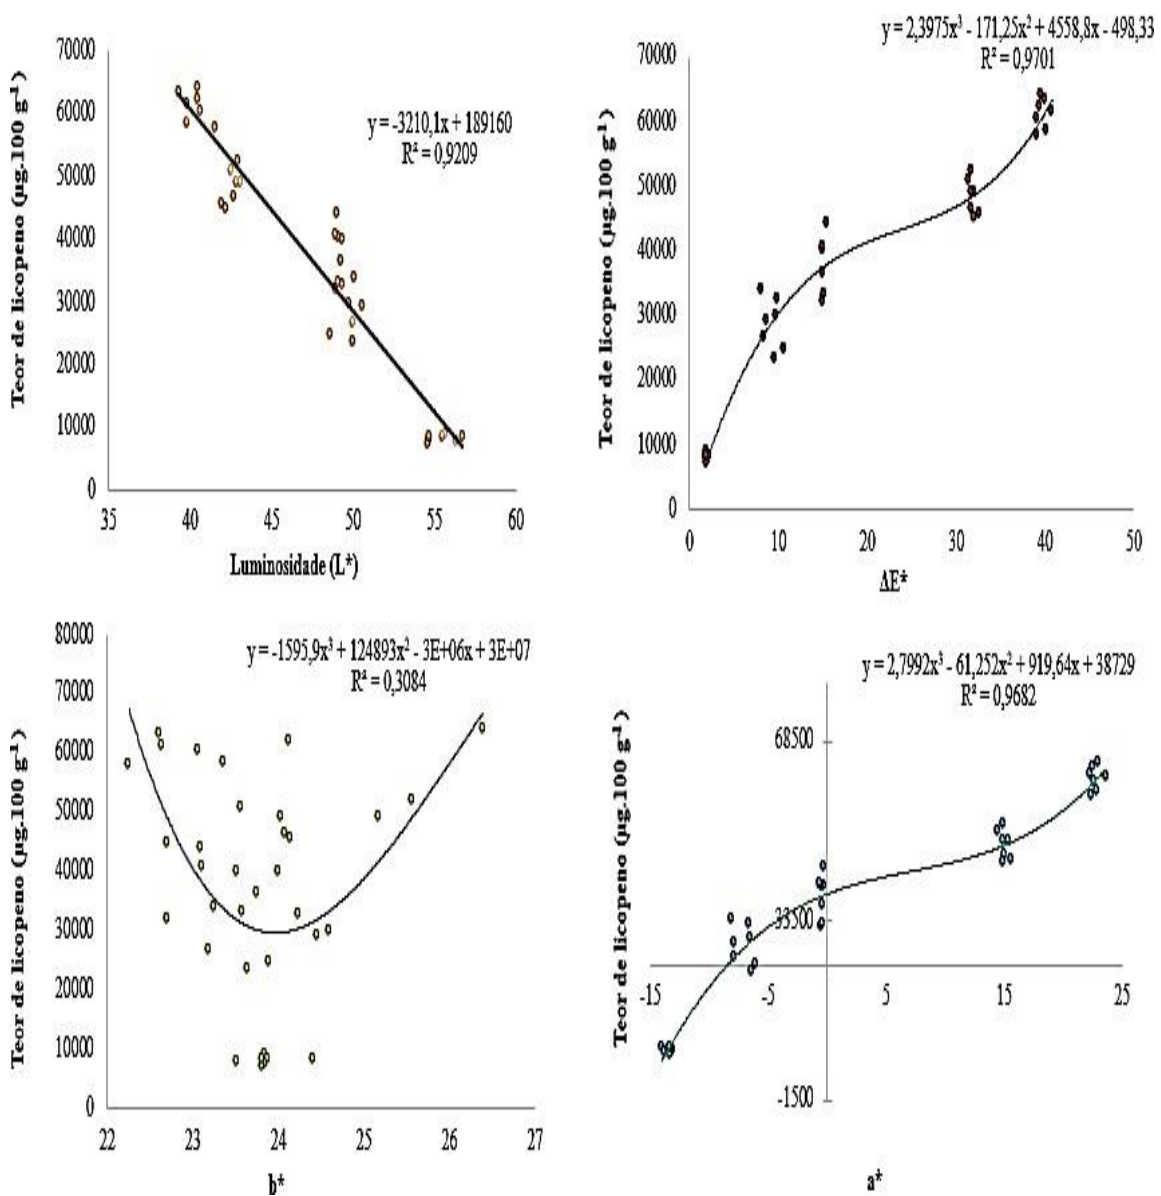 70000
60000
50000
40000
30000
20000
10000
0
35 40 45 50 55 60
Teor de licopeno (µg.100 g⁻¹)
Luminosidade (L*)
y = -3210,1x + 189160
R² = 0,9209
y = 2,3975x³ - 171,25x² + 4558,8x - 498,33
R² = 0,9701
70000
60000
50000
40000
30000
20000
10000
0
0 10 20 30 40 50
Teor de licopeno (µg.100 g⁻¹)
ΔE*
y = -1595,9x³ + 124893x² - 3E+06x + 3E+07
R² = 0,3084
80000
70000
60000
50000
40000
30000
20000
10000
0
22 23 24 25 26 27
Teor de licopeno (µg.100 g⁻¹)
b*
y = 2,7992x³ - 61,252x² + 919,64x + 38729
R² = 0,9682
68500
33500
-1500
-15 -5 5 15 25
Teor de licopeno (µg.100 g⁻¹)
a*